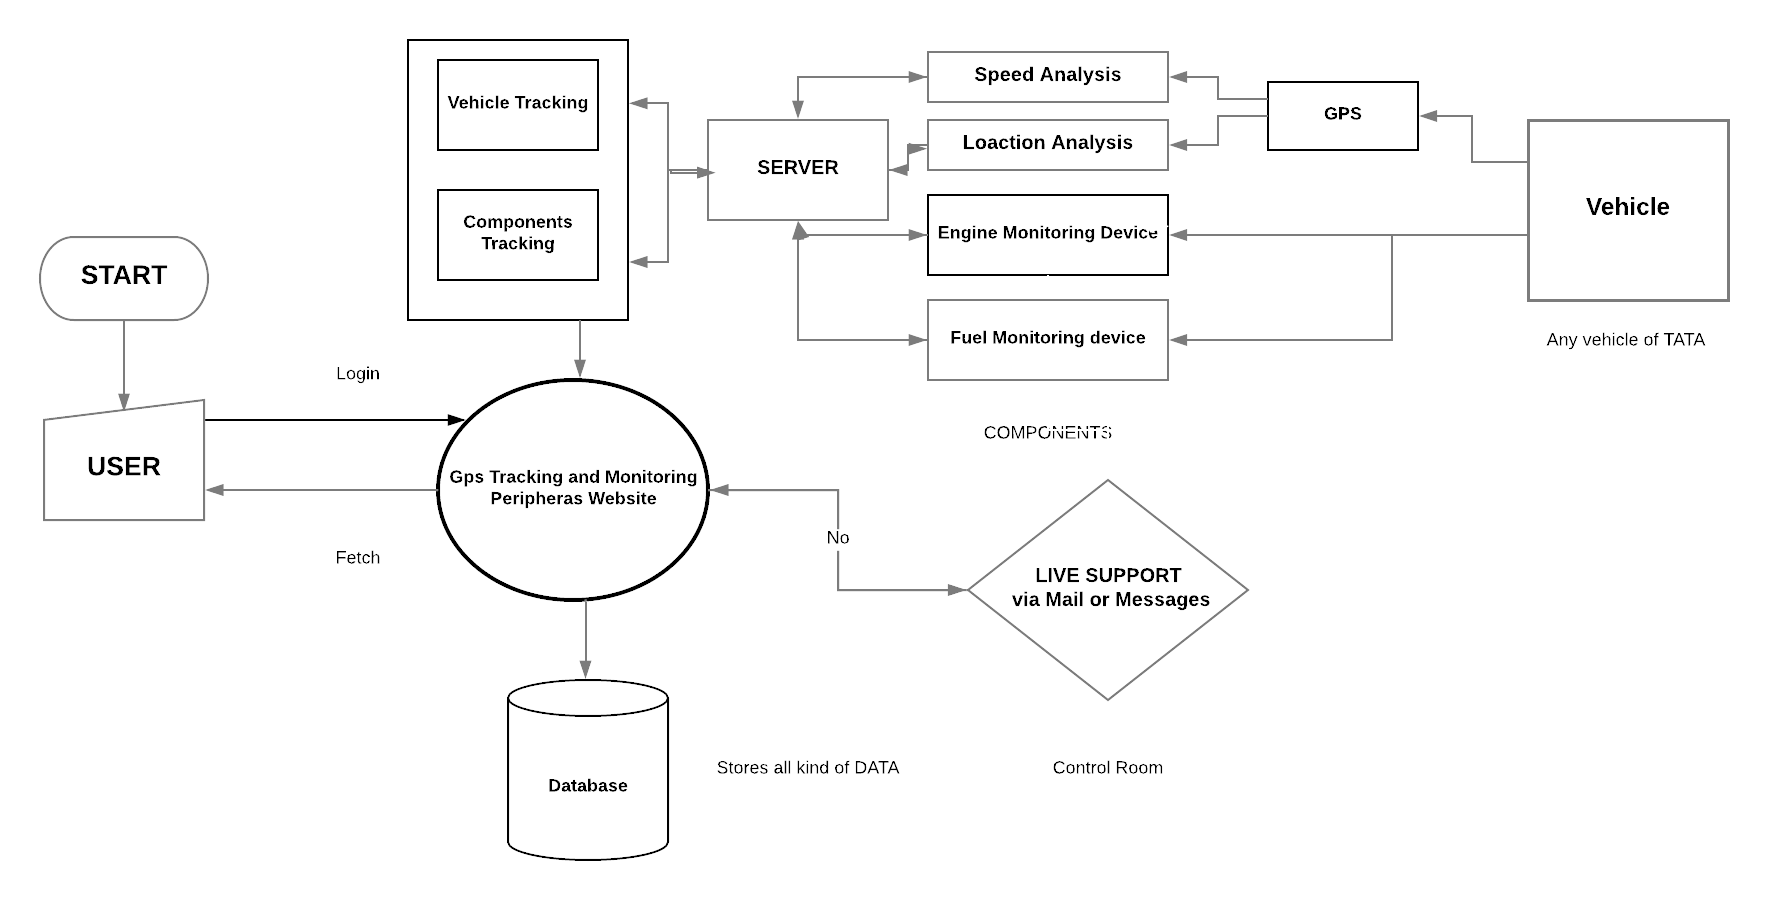 Vehicle Tracking
Components
Tracking
SERVER
Speed Analysis
Loaction Analysis
Engine Monitoring Device
Fuel Monitoring device
GPS
Vehicle
Any vehicle of TATA
COMPONENTS
START
USER
Login
Fetch
Gps Tracking and Monitoring
Peripheras Website
No
LIVE SUPPORT
via Mail or Messages
Control Room
Database
Stores all kind of DATA